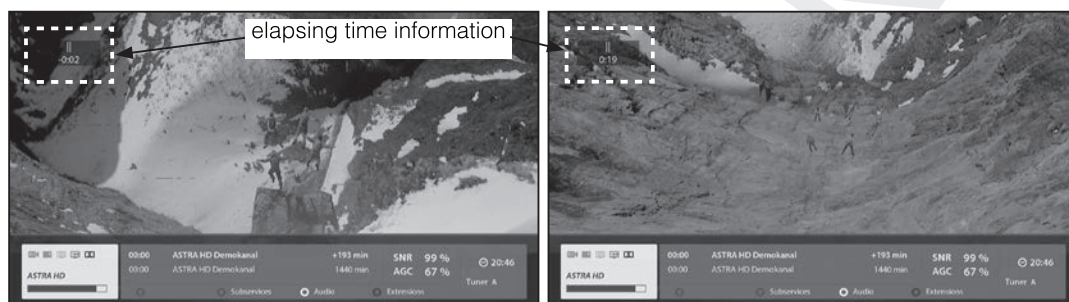 elapsing time information
-0:02
0:19
00:00 ASTRA HD Demokanal +193 min SNR 99 %
00:00 ASTRA HD Demokanal 1440 min AGC 67 %
20:46
ASTRA HD
Tuner A
Subservices Audio Extensions
00:00 ASTRA HD Demokanal +193 min SNR 99 %
00:00 ASTRA HD Demokanal 1440 min AGC 67 %
20:46
ASTRA HD
Tuner A
Subservices Audio Extensions